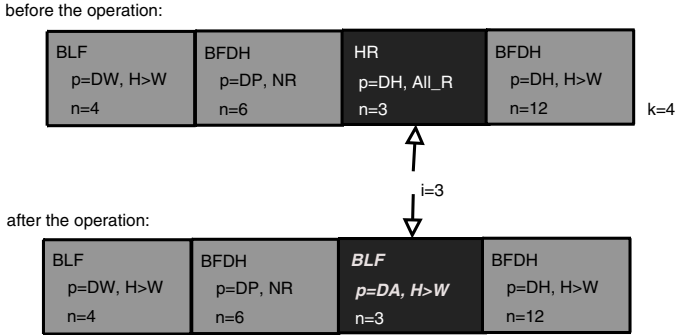 before the operation:
BLF BFDH HR BFDH
p=DW, H>W p=DP, NR p=DH, All_R p=DH, H>W
n=4 n=6 n=3 n=12 k=4
i=3
after the operation:
BLF BFDH BLF BFDH
p=DW, H>W p=DP, NR p=DA, H>W p=DH, H>W
n=4 n=6 n=3 n=12